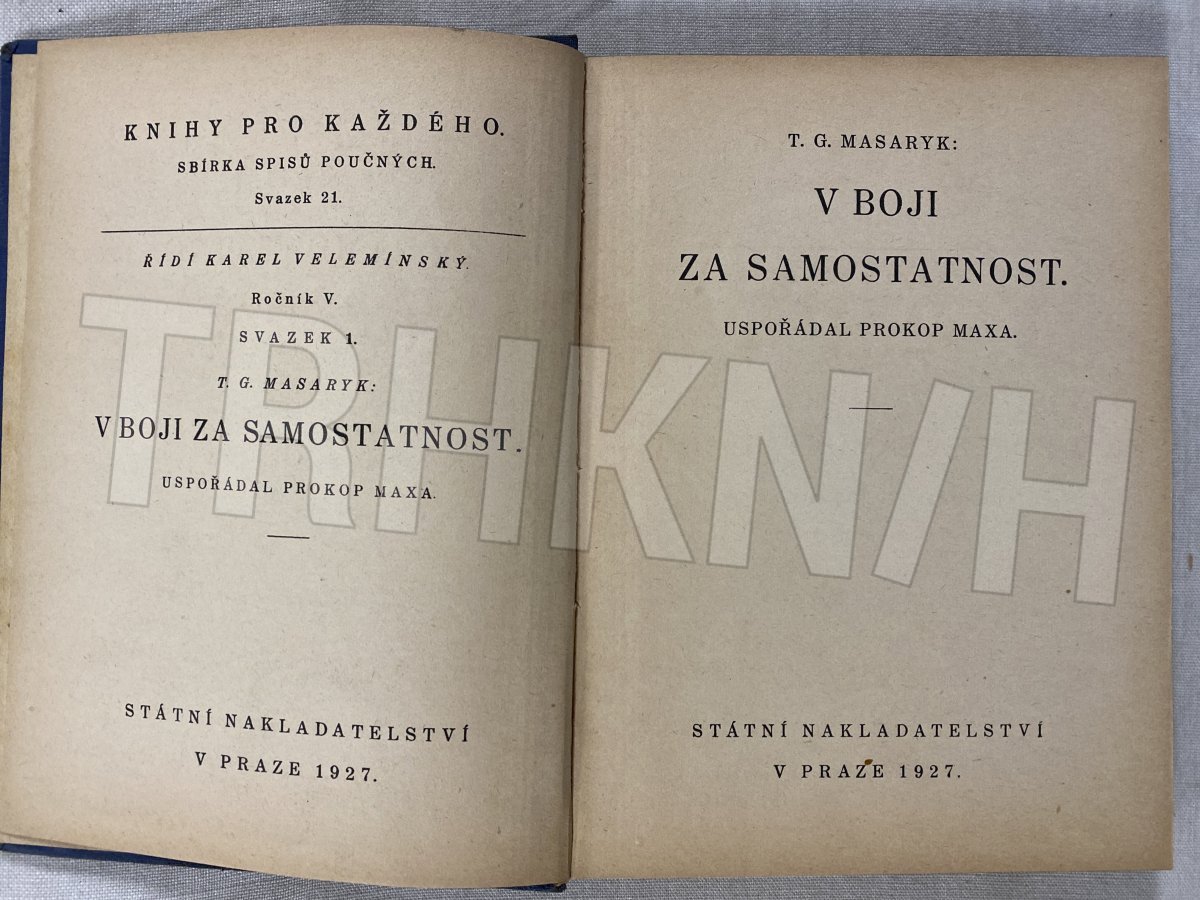 KNIHY PRO KAŽDÉHO.
SBÍRKA SPISŮ POUČNÝCH.
Svazek 21.
ŘÍDÍ KAREL VELEMÍNSKÝ.
Ročník V.
SVAZEK 1.
T. G. MASARYK:
V BOJI ZA SAMOSTATNOST.
USPOŘÁDAL PROKOP MAXA.
STÁTNÍ NAKLADATELSTVÍ
V PRAZE 1927.
T. G. MASARYK:
V BOJI
ZA SAMOSTATNOST.
USPOŘÁDAL PROKOP MAXA.
STÁTNÍ NAKLADATELSTVÍ
V PRAZE 1927.
TRHKN/H